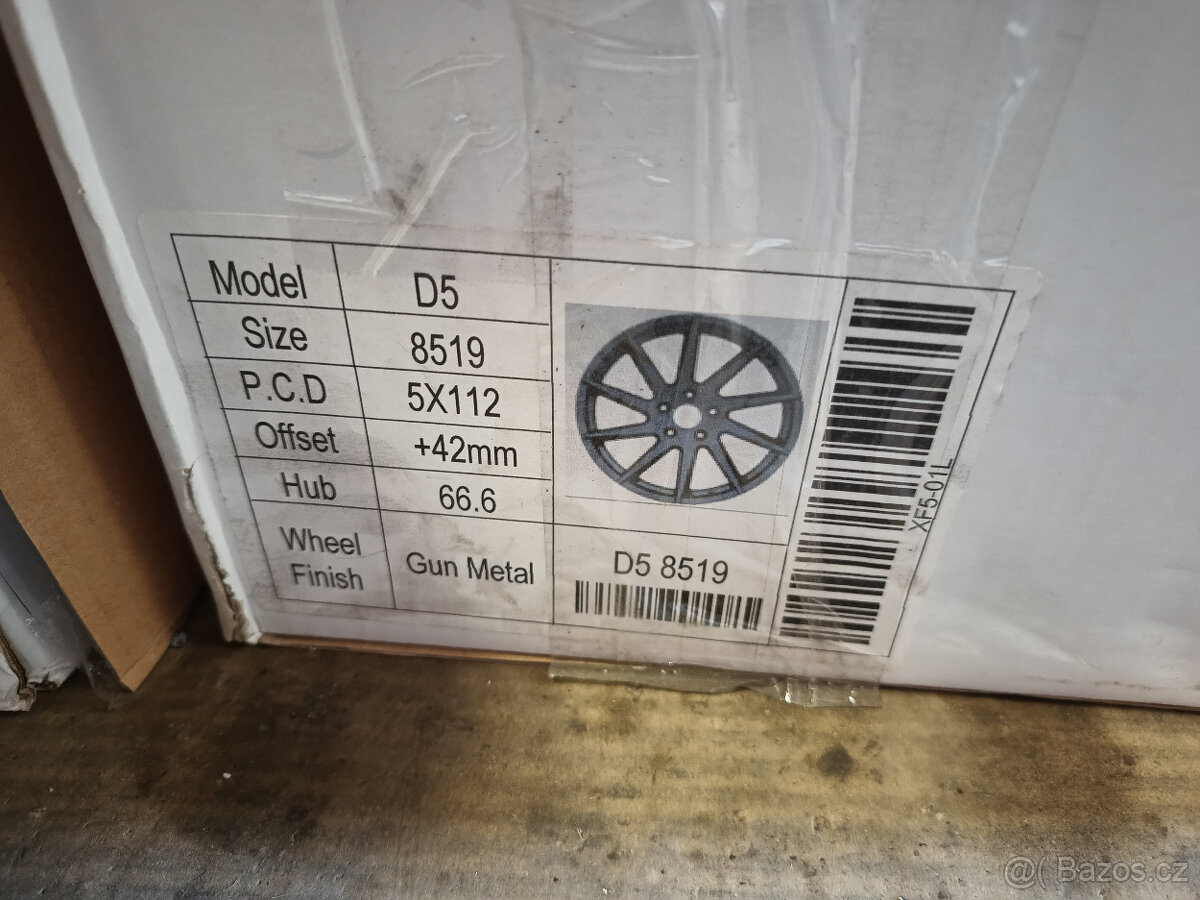 Model D5
Size 8519
P.C.D 5X112
Offset +42mm
Hub 66.6
Wheel Finish Gun Metal
D5 8519
XF5-01L
@( Bazos.cz